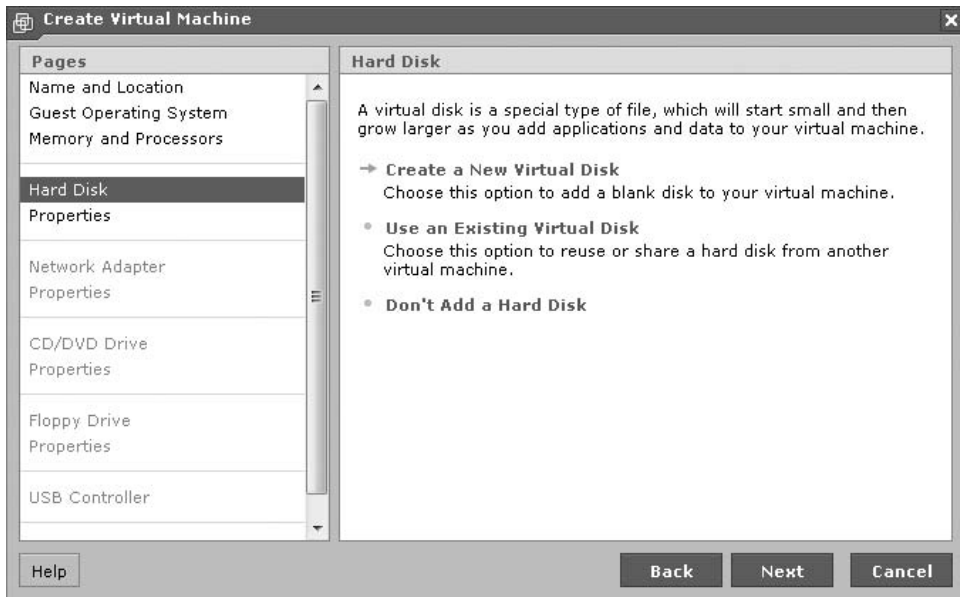 Create Virtual Machine
Pages
Name and Location
Guest Operating System
Memory and Processors
Hard Disk
Properties
Network Adapter
Properties
CD/DVD Drive
Properties
Floppy Drive
Properties
USB Controller
Hard Disk
A virtual disk is a special type of file, which will start small and then
grow larger as you add applications and data to your virtual machine.
Create a New Virtual Disk
Choose this option to add a blank disk to your virtual machine.
Use an Existing Virtual Disk
Choose this option to reuse or share a hard disk from another
virtual machine.
Don't Add a Hard Disk
Help
Back
Next
Cancel